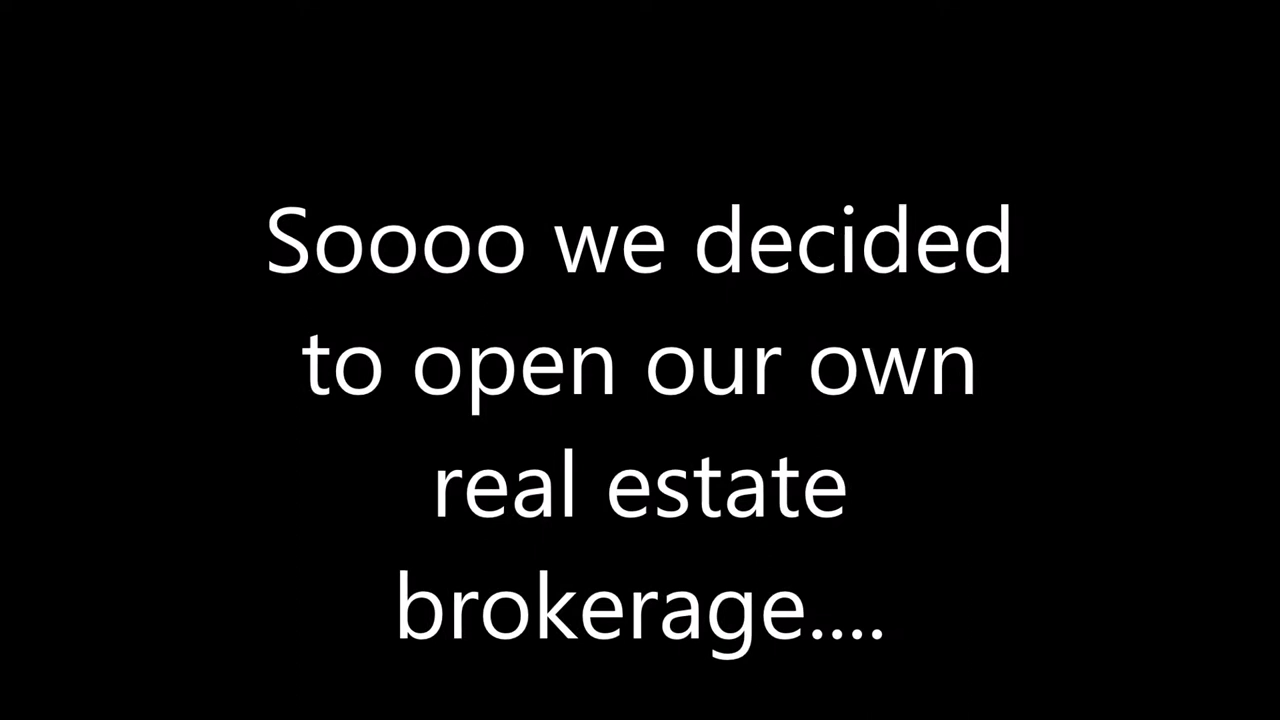 Soooo we decided
to open our own
real estate
brokerage....